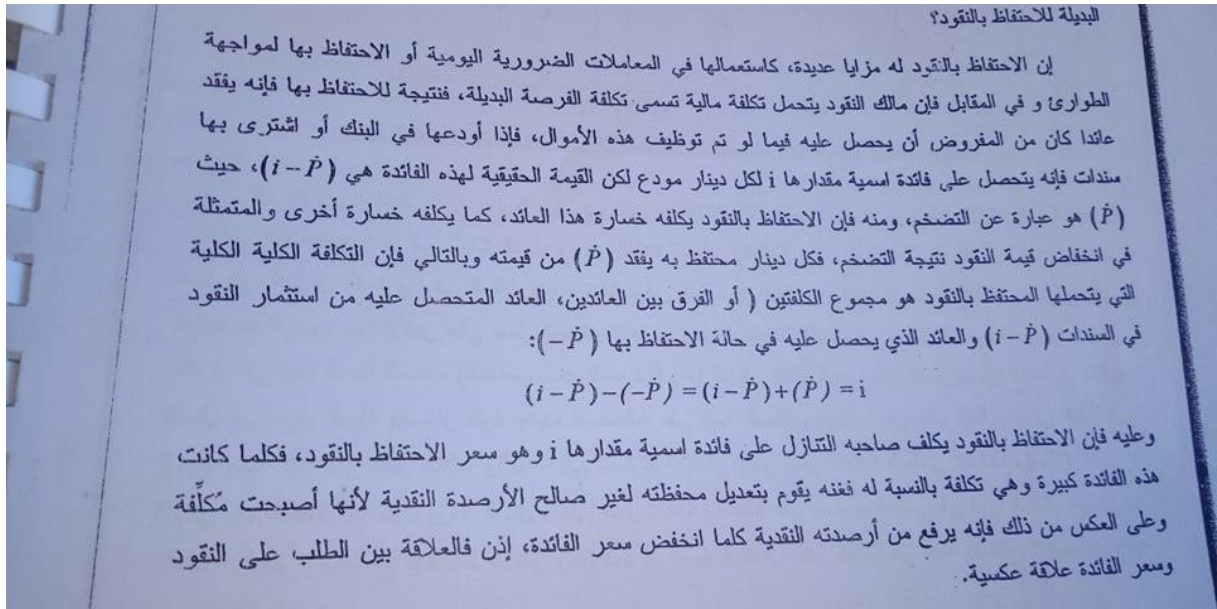 البديلة للاحتفاظ بالنقود؟
إن الاحتفاظ بالنقود له مزايا عديدة، كاستعمالها في المعاملات الضرورية اليومية أو الاحتفاظ بها لمواجهة
الطوارئ و في المقابل فإن مالك النقود يتحمل تكلفة مالية تسمى تكلفة الفرصة البديلة، فنتيجة للاحتفاظ بها فإنه يفقد
عائدا كان من المفروض أن يحصل عليه فيما لو تم توظيف هذه الأموال، فإذا أودعها في البنك أو اشترى بها
سندات فإنه يتحصل على فائدة اسمية مقدارها i لكل دينار مودع لكن القيمة الحقيقية لهذه الفائدة هي (i − Ṗ)، حيث
(Ṗ) هو عبارة عن التضخم، ومنه فإن الاحتفاظ بالنقود يكلفه خسارة هذا العائد، كما يكلفه خسارة أخرى والمتمثلة
في انخفاض قيمة النقود نتيجة التضخم، فكل دينار محتفظ به يفقد (Ṗ) من قيمته وبالتالي فإن التكلفة الكلية الكلية
التي يتحملها المحتفظ بالنقود هو مجموع الكلفتين ( أو الفرق بين العائدين، العائد المتحصل عليه من استثمار النقود
في السندات (i − Ṗ) والعائد الذي يحصل عليه في حالة الاحتفاظ بها (−Ṗ):
(i − Ṗ) − (−Ṗ) = (i − Ṗ) + (Ṗ) = i
وعليه فإن الاحتفاظ بالنقود يكلف صاحبه التنازل على فائدة اسمية مقدارها i وهو سعر الاحتفاظ بالنقود، فكلما كانت
هذه الفائدة كبيرة وهي تكلفة بالنسبة له فغنه يقوم بتعديل محفظته لغير صالح الأرصدة النقدية لأنها أصبحت مُكلِّفة
وعلى العكس من ذلك فإنه يرفع من أرصدته النقدية كلما انخفض سعر الفائدة، إذن فالعلاقة بين الطلب على النقود
وسعر الفائدة علاقة عكسية.